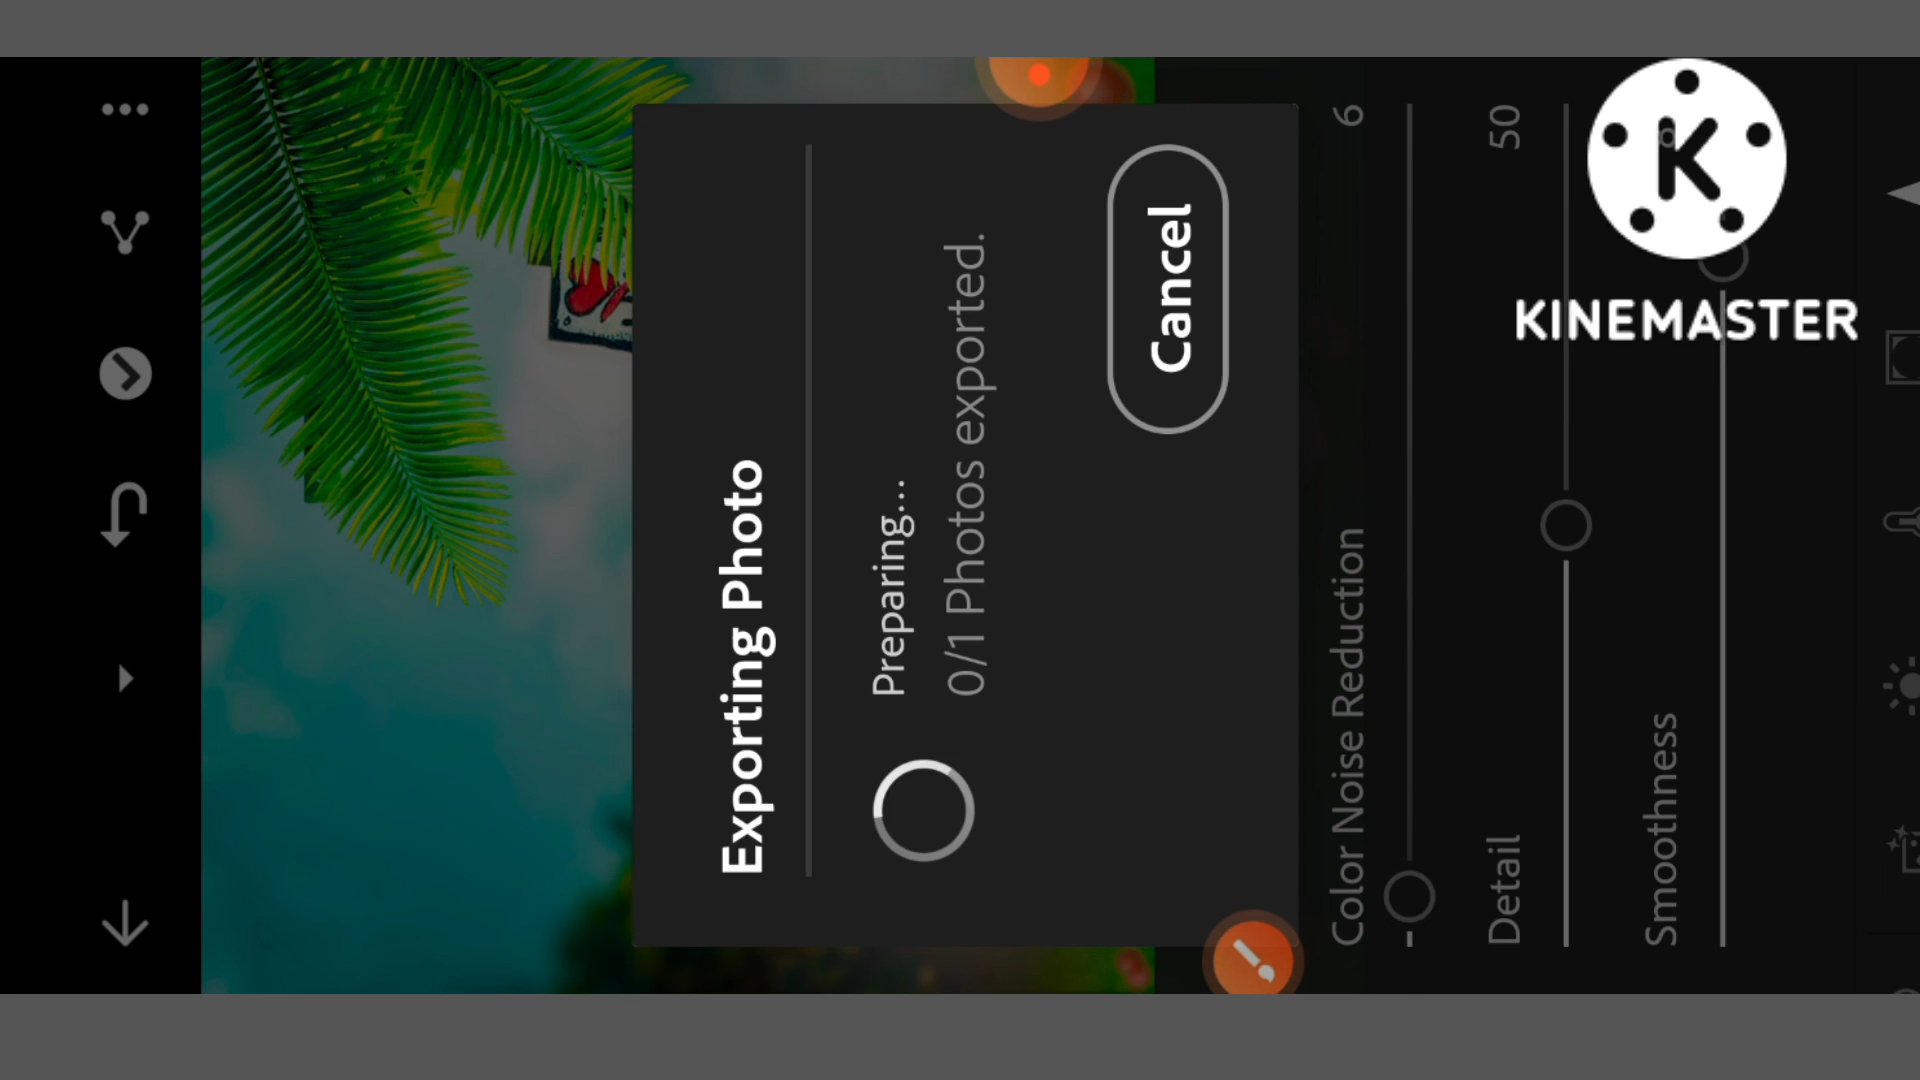 Exporting Photo
Preparing...
0/1 Photos exported.
Cancel
Color Noise Reduction 6
Detail 50
Smoothness
K
KINEMASTER